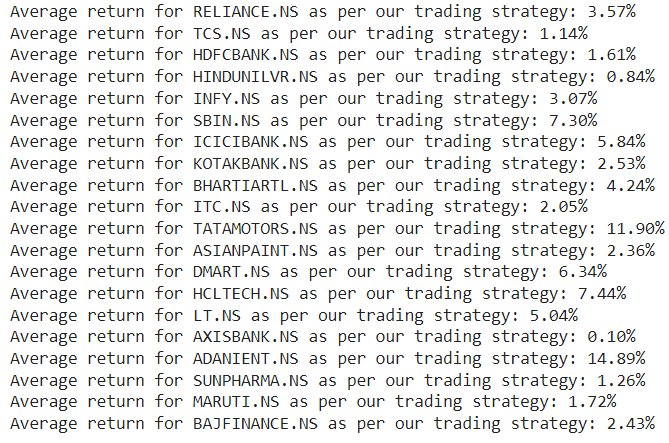 Average return for RELIANCE.NS as per our trading strategy: 3.57%
Average return for TCS.NS as per our trading strategy: 1.14%
Average return for HDFCBANK.NS as per our trading strategy: 1.61%
Average return for HINDUNILVR.NS as per our trading strategy: 0.84%
Average return for INFY.NS as per our trading strategy: 3.07%
Average return for SBIN.NS as per our trading strategy: 7.30%
Average return for ICICIBANK.NS as per our trading strategy: 5.84%
Average return for KOTAKBANK.NS as per our trading strategy: 2.53%
Average return for BHARTIARTL.NS as per our trading strategy: 4.24%
Average return for ITC.NS as per our trading strategy: 2.05%
Average return for TATAMOTORS.NS as per our trading strategy: 11.90%
Average return for ASIANPAINT.NS as per our trading strategy: 2.36%
Average return for DMART.NS as per our trading strategy: 6.34%
Average return for HCLTECH.NS as per our trading strategy: 7.44%
Average return for LT.NS as per our trading strategy: 5.04%
Average return for AXISBANK.NS as per our trading strategy: 0.10%
Average return for ADANIENT.NS as per our trading strategy: 14.89%
Average return for SUNPHARMA.NS as per our trading strategy: 1.26%
Average return for MARUTI.NS as per our trading strategy: 1.72%
Average return for BAJFINANCE.NS as per our trading strategy: 2.43%